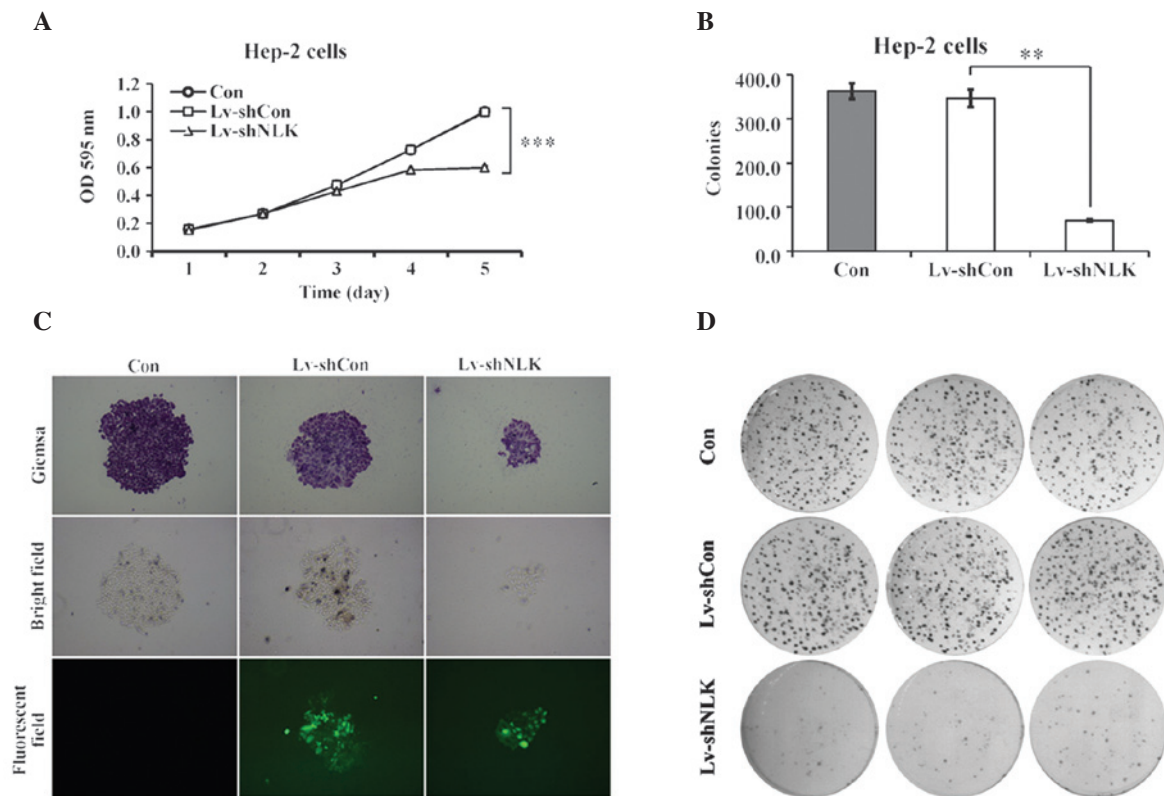 A
Hep-2 cells
1.2
1.0
0.8
0.6
0.4
0.2
0.0
OD 595 nm
Con
Lv-shCon
Lv-shNLK
***
1 2 3 4 5
Time (day)
B
Hep-2 cells
**
400.0
300.0
200.0
100.0
0.0
Colonies
Con Lv-shCon Lv-shNLK
C
Con Lv-shCon Lv-shNLK
Giemsa
Bright field
Fluorescent
field
D
Con
Lv-shCon
Lv-shNLK